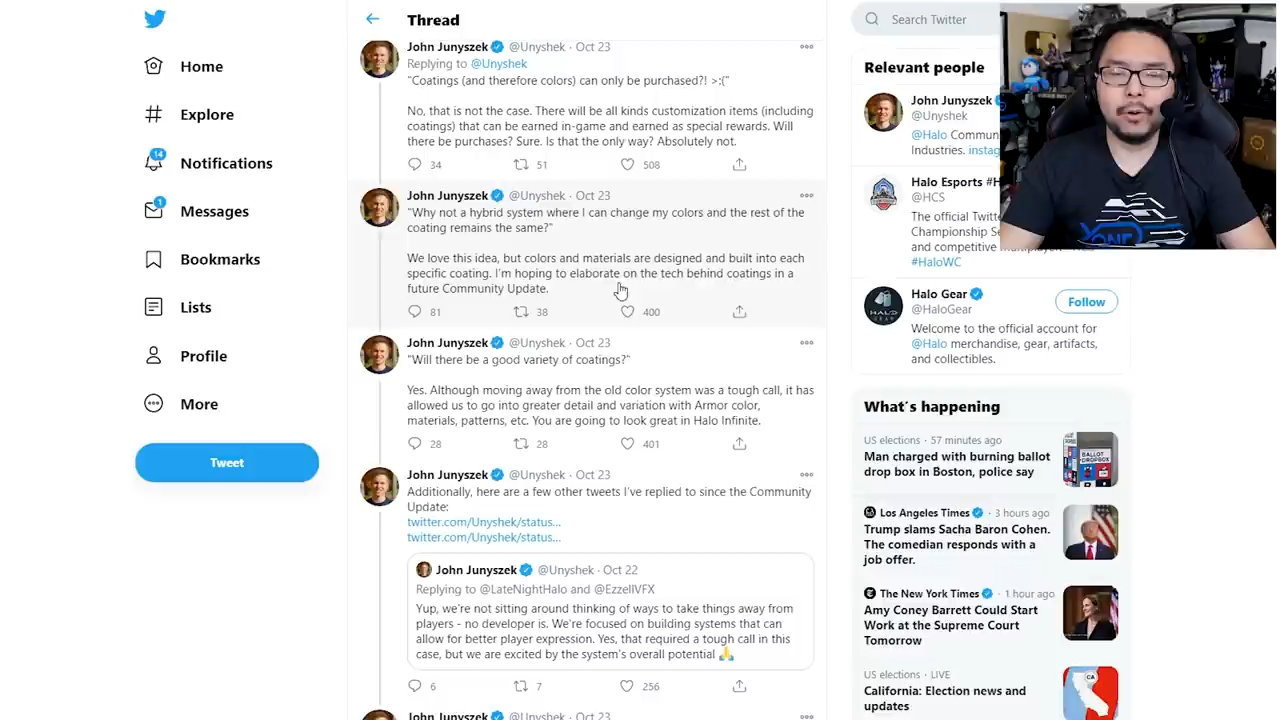 Home
Explore
14
Notifications
1
Messages
Bookmarks
Lists
Profile
More
Tweet
Thread
John Junyszek @Unyshek · Oct 23
Replying to @Unyshek
"Coatings (and therefore colors) can only be purchased?! >:("
No, that is not the case. There will be all kinds customization items (including
coatings) that can be earned in-game and earned as special rewards. Will
there be purchases? Sure. Is that the only way? Absolutely not.
34 51 508
John Junyszek @Unyshek · Oct 23
"Why not a hybrid system where I can change my colors and the rest of the
coating remains the same?"
We love this idea, but colors and materials are designed and built into each
specific coating. I'm hoping to elaborate on the tech behind coatings in a
future Community Update.
81 38 400
John Junyszek @Unyshek · Oct 23
"Will there be a good variety of coatings?"
Yes. Although moving away from the old color system was a tough call, it has
allowed us to go into greater detail and variation with Armor color,
materials, patterns, etc. You are going to look great in Halo Infinite.
28 28 401
John Junyszek @Unyshek · Oct 23
Additionally, here are a few other tweets I've replied to since the Community
Update:
twitter.com/Unyshek/status...
twitter.com/Unyshek/status...
John Junyszek @Unyshek · Oct 22
Replying to @LateNightHalo and @EzzellVFX
Yup, we're not sitting around thinking of ways to take things away from
players - no developer is. We're focused on building systems that can
allow for better player expression. Yes, that required a tough call in this
case, but we are excited by the system's overall potential 🙏
6 7 256
John Junyszek @Unyshek · Oct 23
Search Twitter
Relevant people
John Junyszek
@Unyshek
@Halo Commun
Industries. instag
Halo Esports #H
@HCS
The official Twitte
Championship Se
and competitive
#HaloWC
Halo Gear
@HaloGear
Follow
Welcome to the official account for
@Halo merchandise, gear, artifacts,
and collectibles.
What's happening
US elections · 57 minutes ago
Man charged with burning ballot
drop box in Boston, police say
Los Angeles Times · 3 hours ago
Trump slams Sacha Baron Cohen.
The comedian responds with a
job offer.
The New York Times · 1 hour ago
Amy Coney Barrett Could Start
Work at the Supreme Court
Tomorrow
US elections · LIVE
California: Election news and
updates